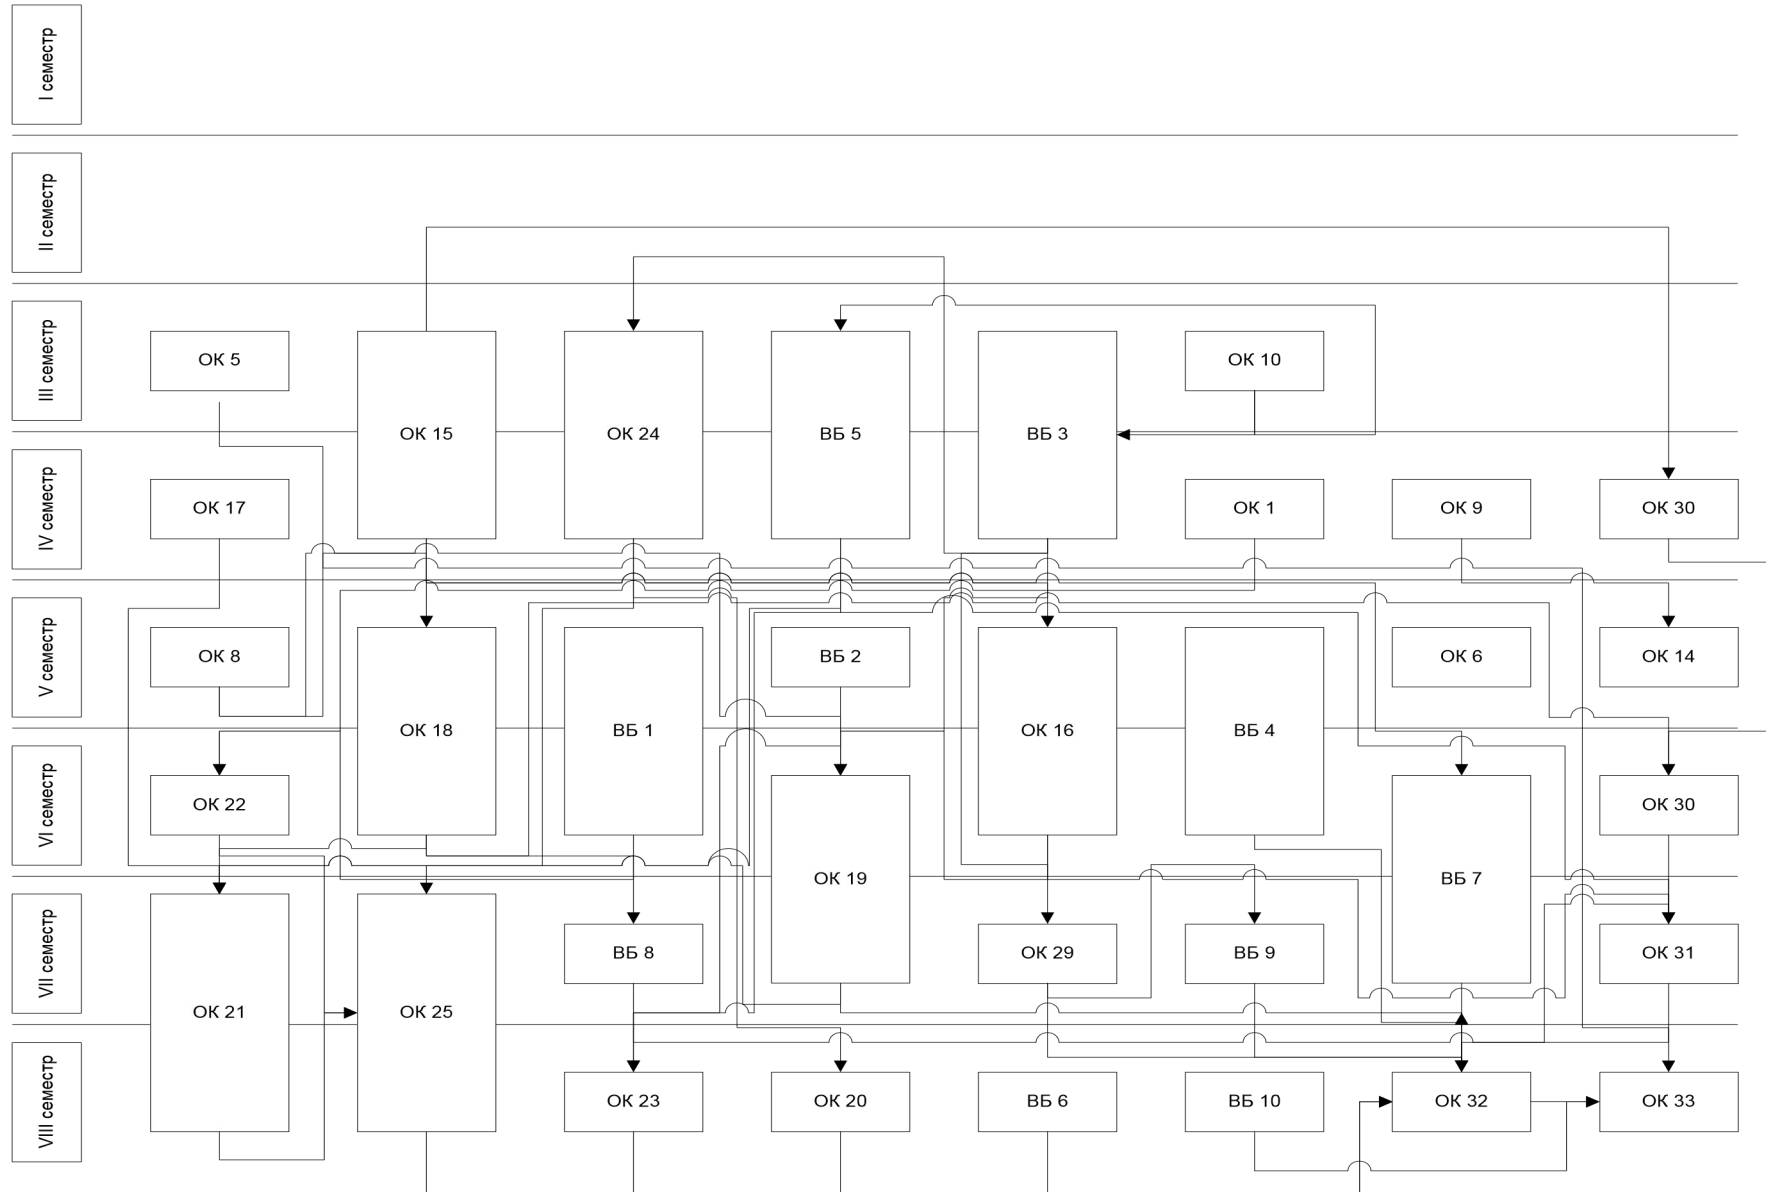 I семестр
II семестр
III семестр
ОК 5
ОК 10
ОК 15
ОК 24
ВБ 5
ВБ 3
IV семестр
ОК 17
ОК 1
ОК 9
ОК 30
V семестр
ОК 8
ВБ 2
ОК 6
ОК 14
ОК 18
ВБ 1
ОК 16
ВБ 4
VI семестр
ОК 22
ОК 30
ОК 19
ВБ 7
VII семестр
ВБ 8
ОК 29
ВБ 9
ОК 31
ОК 21
ОК 25
VIII семестр
ОК 23
ОК 20
ВБ 6
ВБ 10
ОК 32
ОК 33